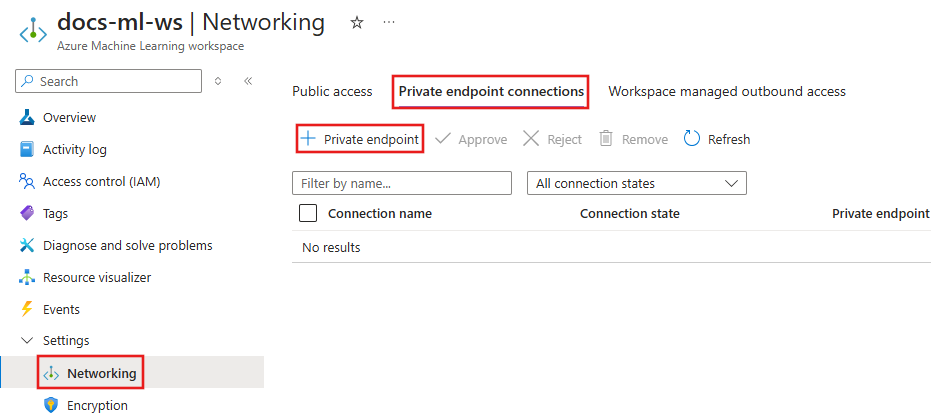 docs-ml-ws | Networking
Azure Machine Learning workspace
Search
Overview
Activity log
Access control (IAM)
Tags
Diagnose and solve problems
Resource visualizer
Events
Settings
Networking
Encryption
Public access Private endpoint connections Workspace managed outbound access
Private endpoint Approve Reject Remove Refresh
Filter by name... All connection states
Connection name Connection state Private endpoint
No results